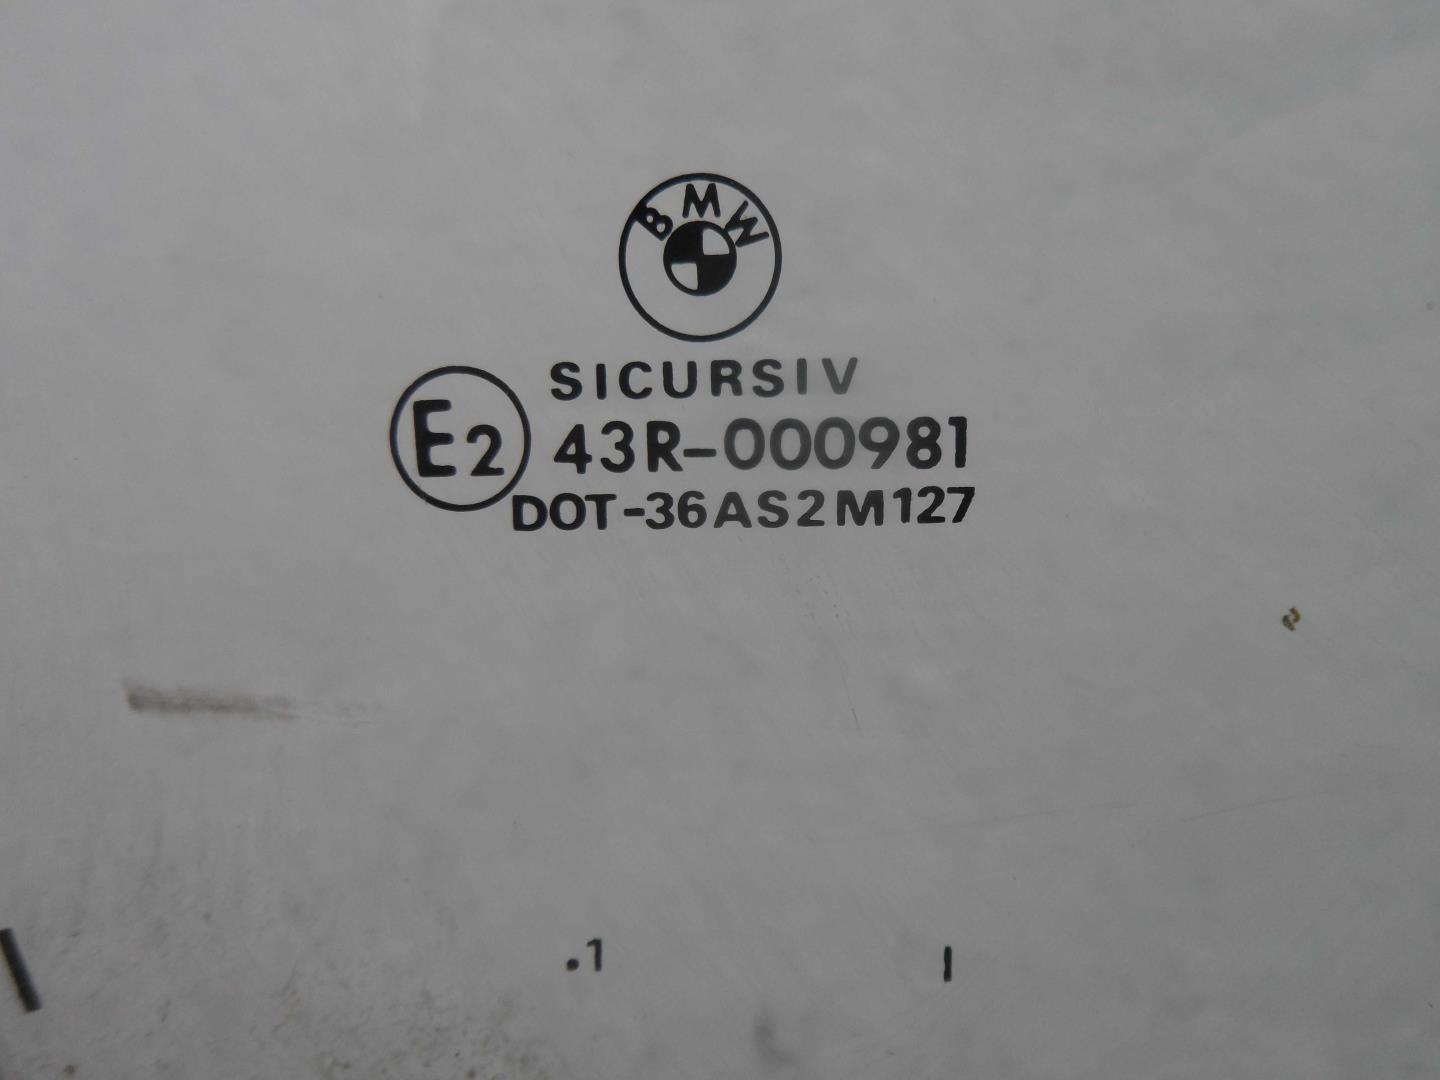 BMW
SICURSIV
E2 43R-000981
DOT-36AS2M127
.1